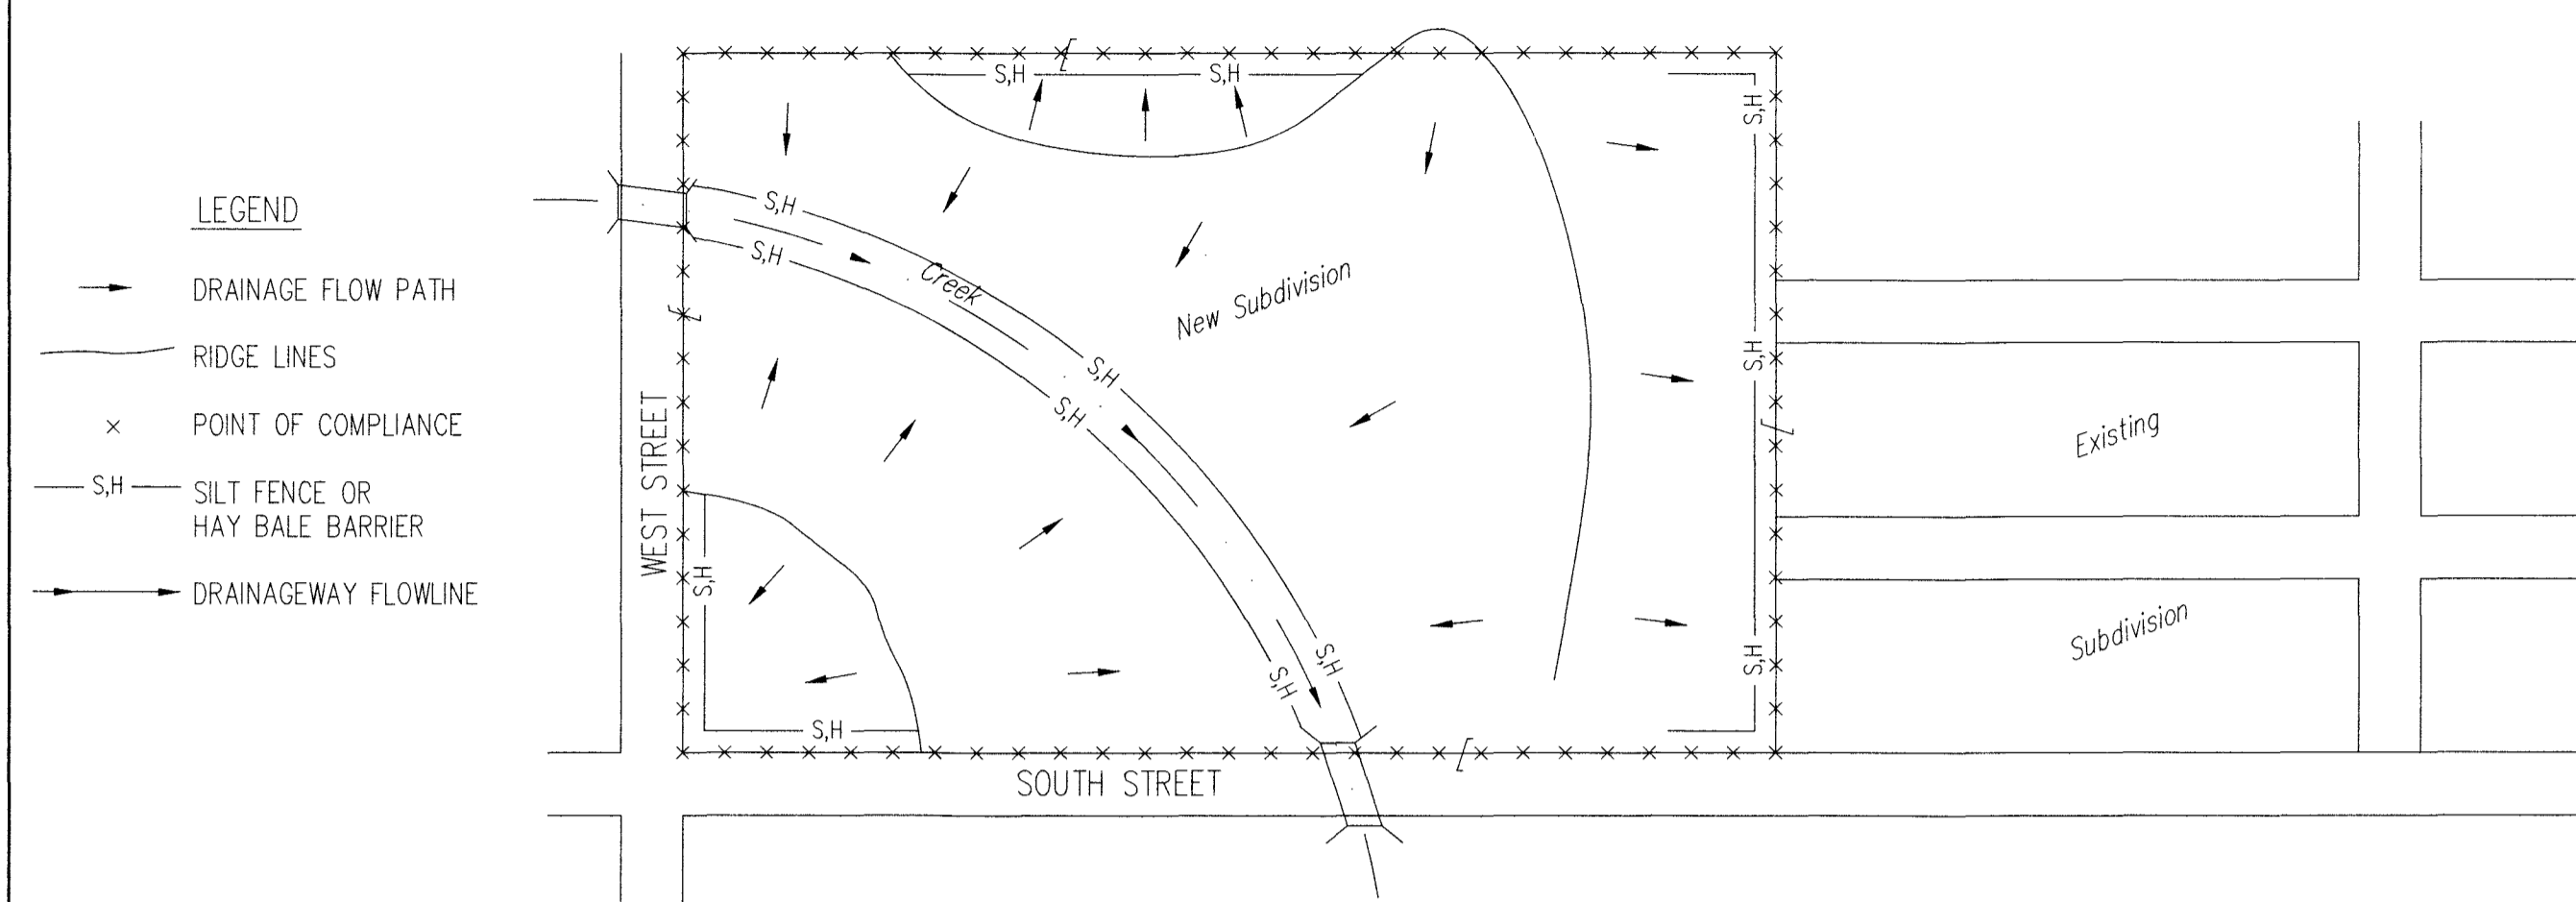 LEGEND
DRAINAGE FLOW PATH
RIDGE LINES
× POINT OF COMPLIANCE
S,H SILT FENCE OR
HAY BALE BARRIER
DRAINAGEWAY FLOWLINE
S,H
S,H
S,H
S,H
S,H
Creek
New Subdivision
S,H
S,H
S,H
WEST STREET
Existing
S,H
S,H
S,H
S,H
S,H
Subdivision
S,H
SOUTH STREET